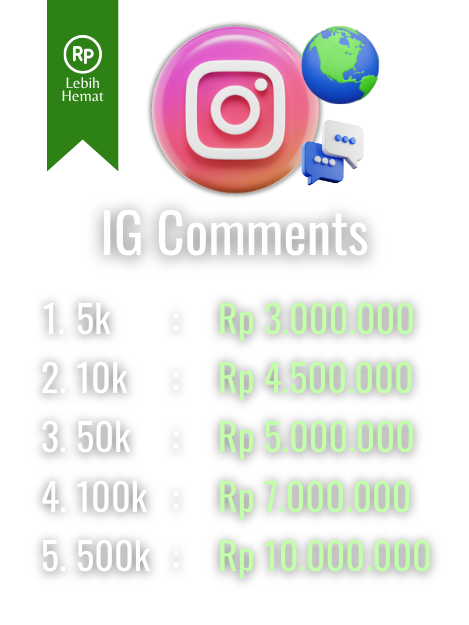 Rp
Lebih
Hemat
IG Comments
1. 5k : Rp 3.000.000
2. 10k : Rp 4.500.000
3. 50k : Rp 5.000.000
4. 100k : Rp 7.000.000
5. 500k : Rp 10.000.000